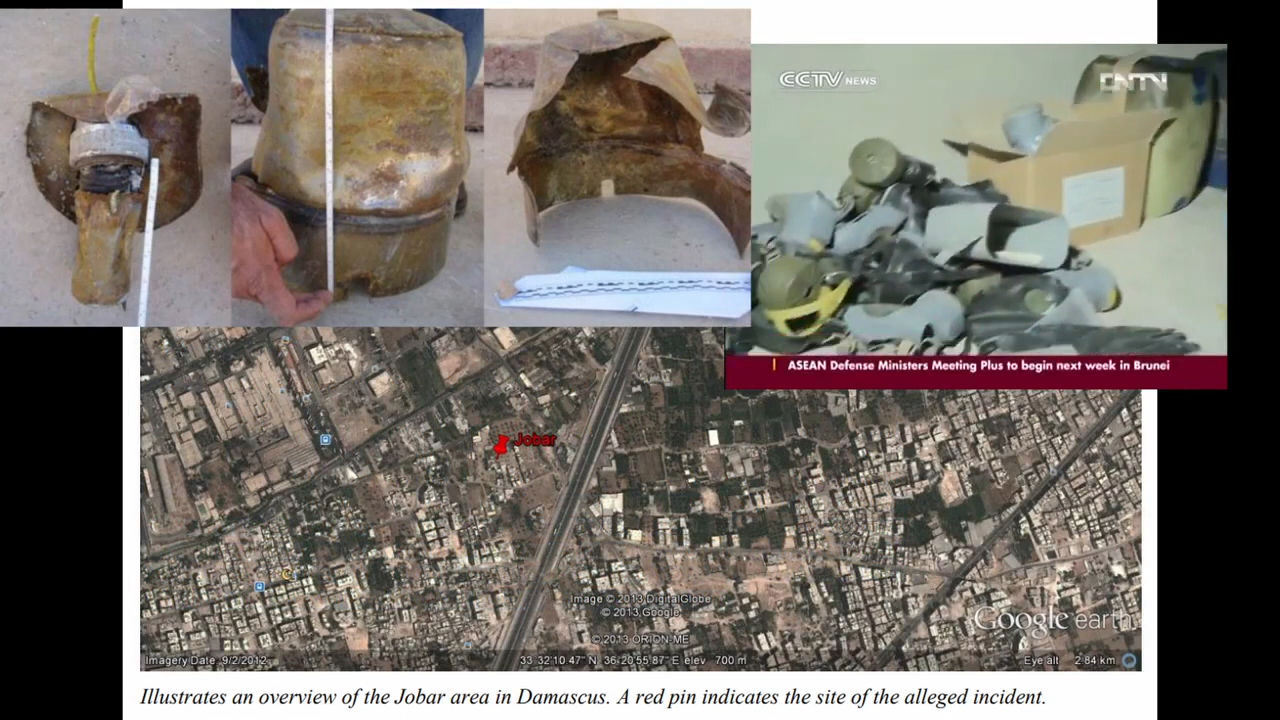 CCTV NEWS
CNTV
ASEAN Defense Ministers Meeting Plus to begin next week in Brunei
Jobar
Image © 2013 DigitalGlobe
© 2013 Google
© 2013 ORION-ME
Google earth
Imagery Date: 9/2/2012
33°32'10.47" N 36°20'55.87" E elev 700 m
Eye alt 2.84 km
Illustrates an overview of the Jobar area in Damascus. A red pin indicates the site of the alleged incident.